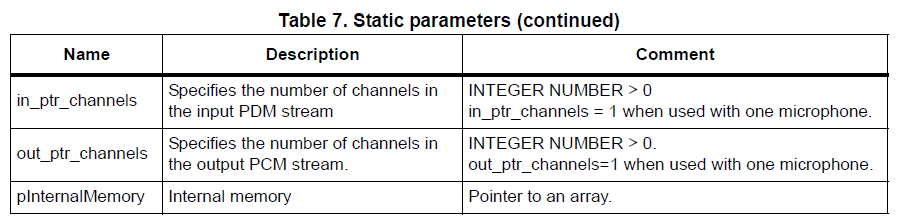 Table 7. Static parameters (continued)
Name Description Comment
in_ptr_channels
Specifies the number of channels in
the input PDM stream
INTEGER NUMBER > 0
in_ptr_channels = 1 when used with one microphone.
out_ptr_channels
Specifies the number of channels in
the output PCM stream.
INTEGER NUMBER > 0.
out_ptr_channels=1 when used with one microphone.
pInternalMemory Internal memory Pointer to an array.